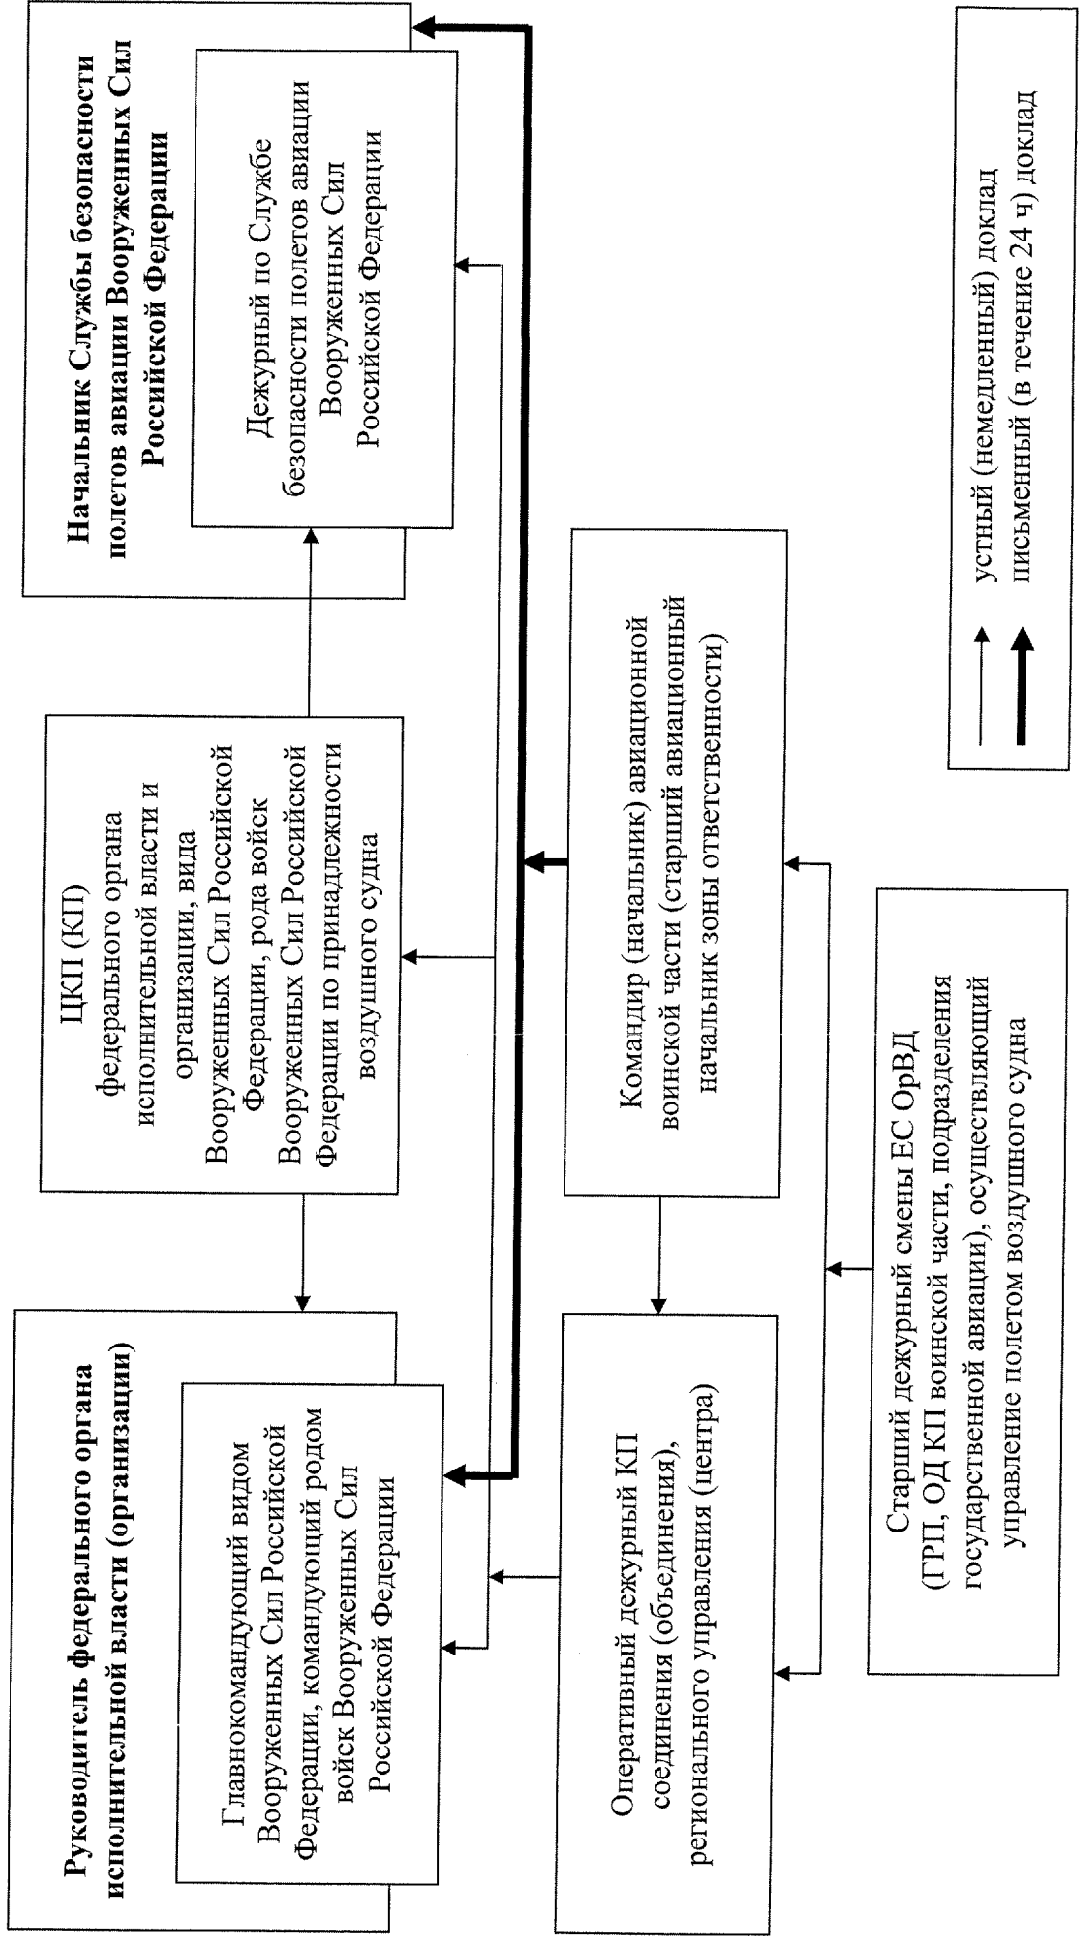 Руководитель федерального органа
исполнительной власти (организации)
Главнокомандующий видом
Вооруженных Сил Российской
Федерации, командующий родом
войск Вооруженных Сил
Российской Федерации
ЦКП (КП)
федерального органа
исполнительной власти и
организации, вида
Вооруженных Сил Российской
Федерации, рода войск
Вооруженных Сил Российской
Федерации по принадлежности
воздушного судна
Начальник Службы безопасности
полетов авиации Вооруженных Сил
Российской Федерации
Дежурный по Службе
безопасности полетов авиации
Вооруженных Сил
Российской Федерации
Оперативный дежурный КП
соединения (объединения),
регионального управления (центра)
Командир (начальник) авиационной
воинской части (старший авиационный
начальник зоны ответственности)
Старший дежурный смены ЕС ОрВД
(ГРП, ОД КП воинской части, подразделения
государственной авиации), осуществляющий
управление полетом воздушного судна
устный (немедленный) доклад
письменный (в течение 24 ч) доклад